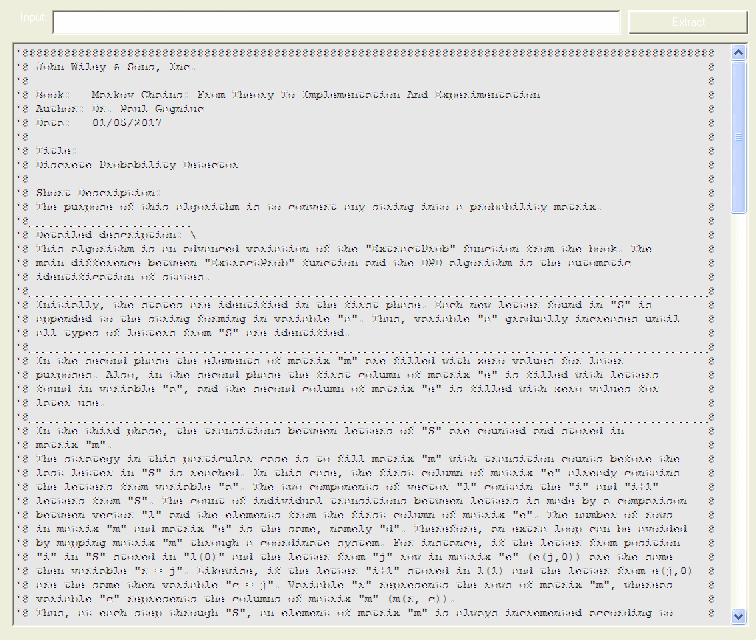 Input:
Extract
'########################################################################
'# John Wiley & Sons, Inc. #
'# #
'# Book: Markov Chains: From Theory To Implementation And Experimentation #
'# Author: Dr. Paul Gagniuc #
'# Data: 01/05/2017 #
'# #
'# Title: #
'# Discrete Probability Detector #
'# #
'# Short Description: #
'# The purpose of this algorithm is to convert any string into a probability matrix. #
'# #
'# Detailed description: \ #
'# This algorithm is an advanced variation of the "ExtractProb" function from the book. The #
'# main difference between "ExtractProb" function and the DPD algorithm is the automatic #
'# identification of states. #
'# #
'# Initially, the states are identified in the first phase. Each new letter found in "S" is #
'# appended to the string forming in variable "a". Thus, variable "a" gradually increases until #
'# all types of letters from "S" are identified. #
'# #
'# In the second phase the elements of matrix "m" are filled with zero values for later #
'# purposes. Also, in the second phase the first column of matrix "e" is filled with letters #
'# found in variable "a", and the second column of matrix "e" is filled with zero values for #
'# later use. #
'# #
'# In the third phase, the transitions between letters of "S" are counted and stored in #
'# matrix "m". #
'# The strategy in this particular case is to fill matrix "m" with transition counts before the #
'# last letter in "S" is reached. In this case, the first column of matrix "e" already contains #
'# the letters from variable "a". The two components of vector "l" contain the "i" and "i+1" #
'# letters from "S". The count of individual transitions between letters is made by a comparison #
'# between vector "l" and the elements from the first column of matrix "e". The number of rows #
'# in matrix "m" and matrix "e" is the same, namely "d". Therefore, an extra loop can be avoided #
'# by mapping matrix "m" through a coordinate system. For instance, if the letter from position #
'# "i" in "S" stored in "l(0)" and the letter from "j" row in matrix "e" (e(j,0)) are the same #
'# then variable "r = j". Likewise, if the letter "i+1" stored in l(1) and the letter from e(j,0) #
'# are the same then variable "c = j". Variable "r" represents the rows of matrix "m", whereas #
'# variable "c" represents the columns of matrix "m" (m(r, c)). #
'# Thus, at each step through "S", an element of matrix "m" is always incremented according to #